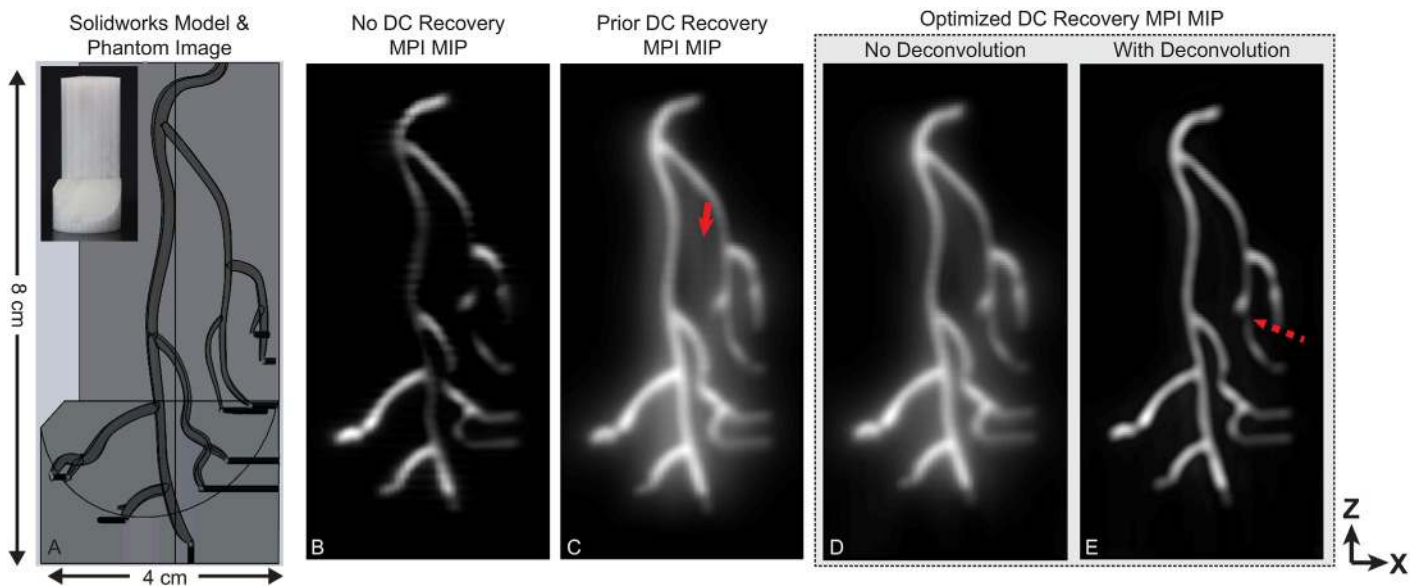 Solidworks Model &
Phantom Image
No DC Recovery
MPI MIP
Prior DC Recovery
MPI MIP
Optimized DC Recovery MPI MIP
No Deconvolution
With Deconvolution
8 cm
A
B
C
D
E
4 cm
Z
X